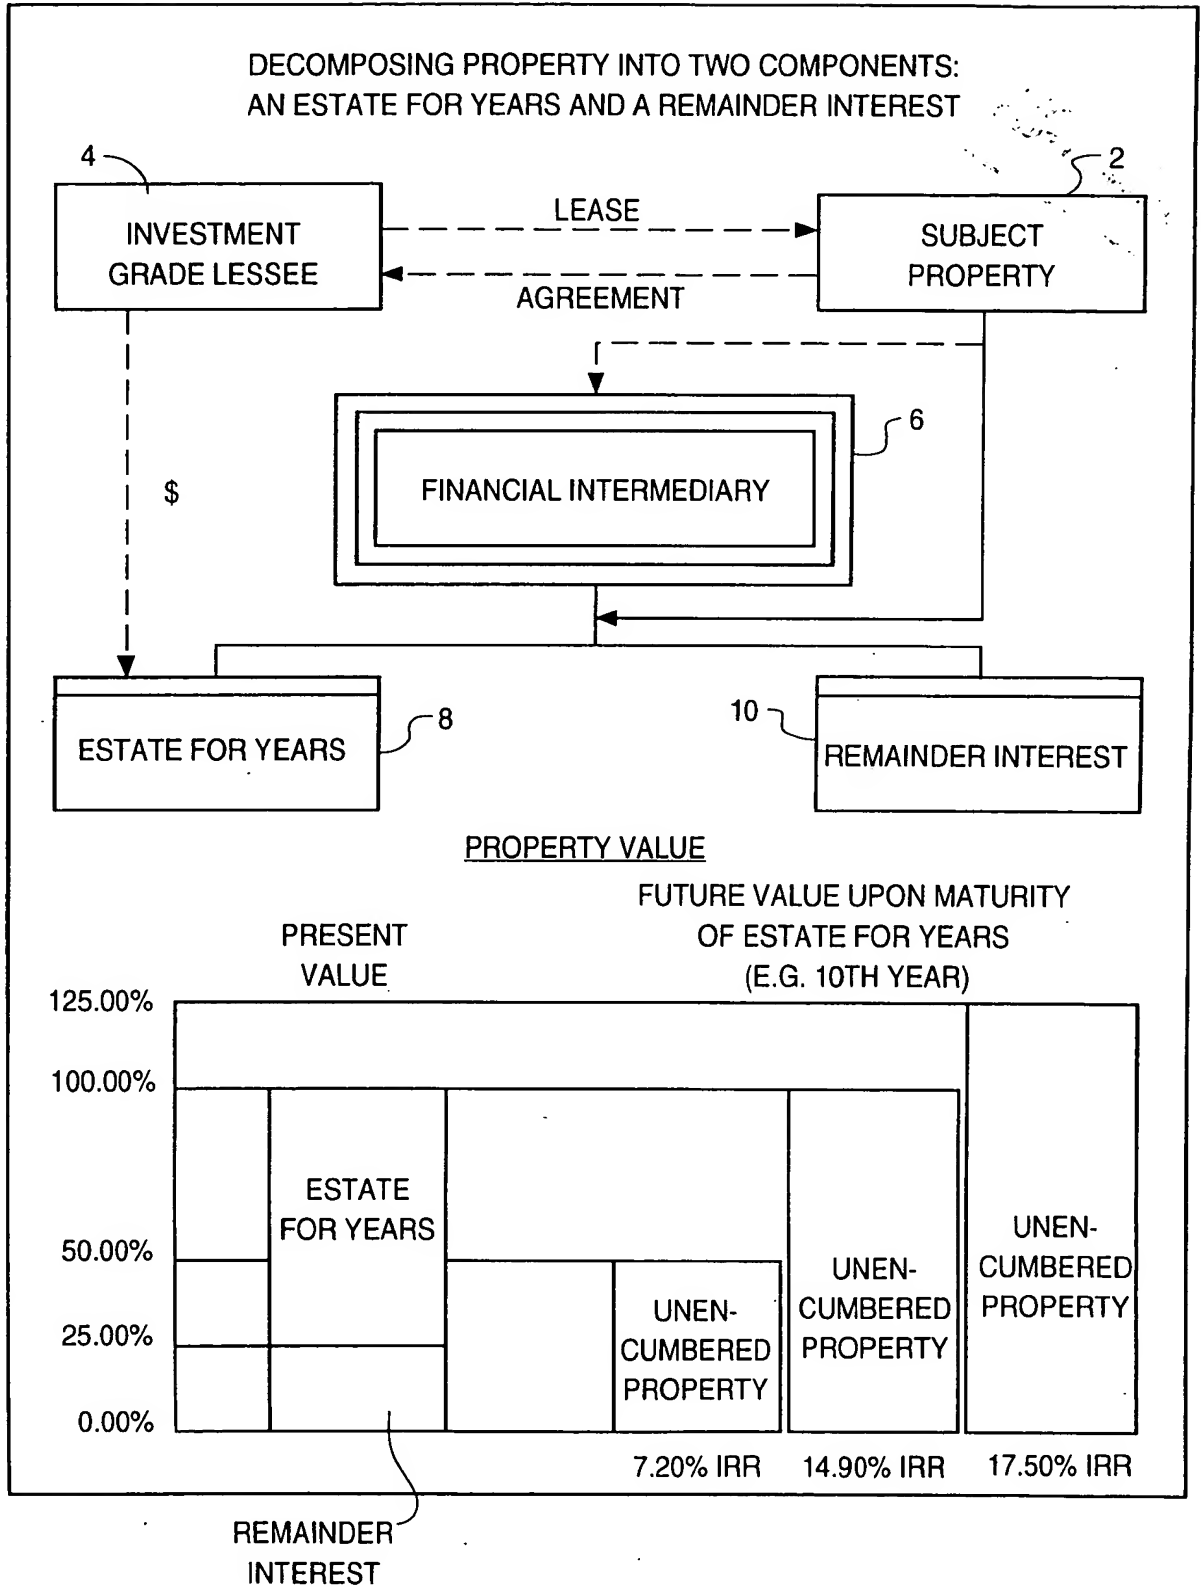 DECOMPOSING PROPERTY INTO TWO COMPONENTS:
AN ESTATE FOR YEARS AND A REMAINDER INTEREST
4
2
INVESTMENT
GRADE LESSEE
LEASE
AGREEMENT
SUBJECT
PROPERTY
6
FINANCIAL INTERMEDIARY
$
8
ESTATE FOR YEARS
10
REMAINDER INTEREST
PROPERTY VALUE
PRESENT
VALUE
FUTURE VALUE UPON MATURITY
OF ESTATE FOR YEARS
(E.G. 10TH YEAR)
125.00%
100.00%
50.00%
25.00%
0.00%
ESTATE
FOR YEARS
UNEN-
CUMBERED
PROPERTY
UNEN-
CUMBERED
PROPERTY
UNEN-
CUMBERED
PROPERTY
7.20% IRR
14.90% IRR
17.50% IRR
REMAINDER
INTEREST